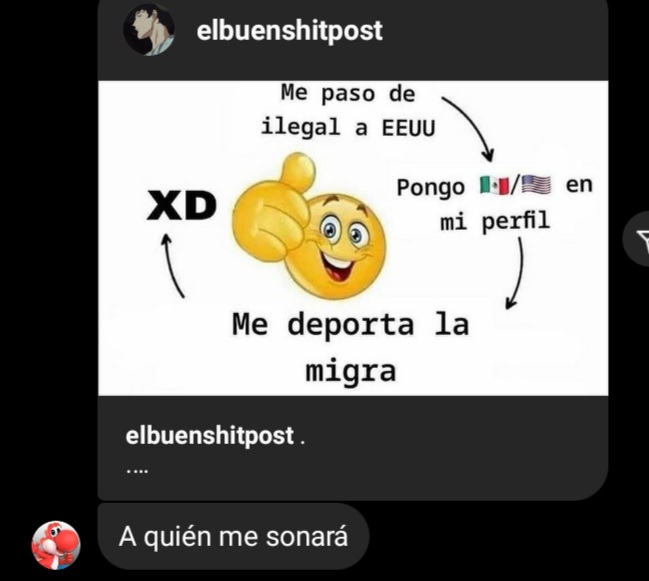 elbuenshitpost
Me paso de
ilegal a EEUU
Pongo 🇲🇽/🇺🇸 en
mi perfil
XD
Me deporta la
migra
elbuenshitpost .
....
A quién me sonará